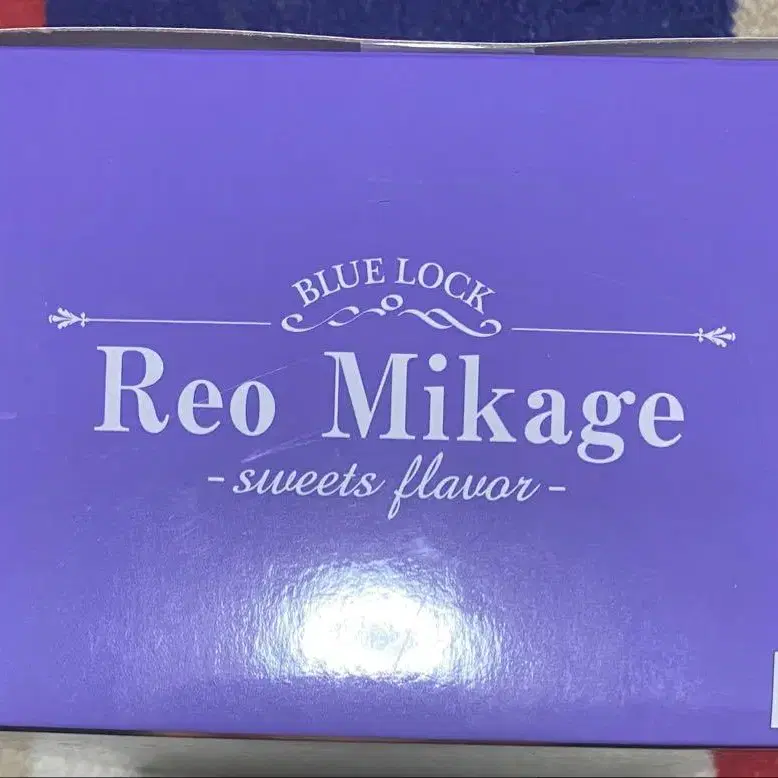 BLUE LOCK
Reo Mikage
-sweets flavor-